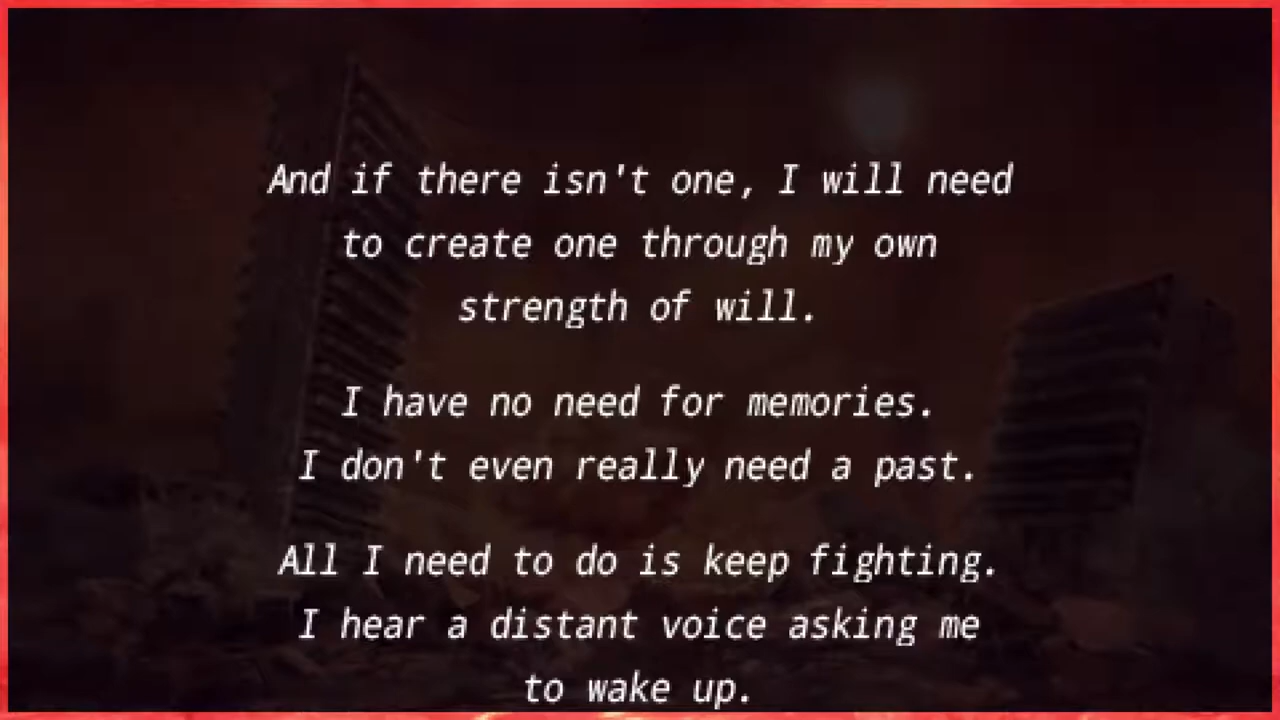 And if there isn't one, I will need
to create one through my own
strength of will.
I have no need for memories.
I don't even really need a past.
All I need to do is keep fighting.
I hear a distant voice asking me
to wake up.